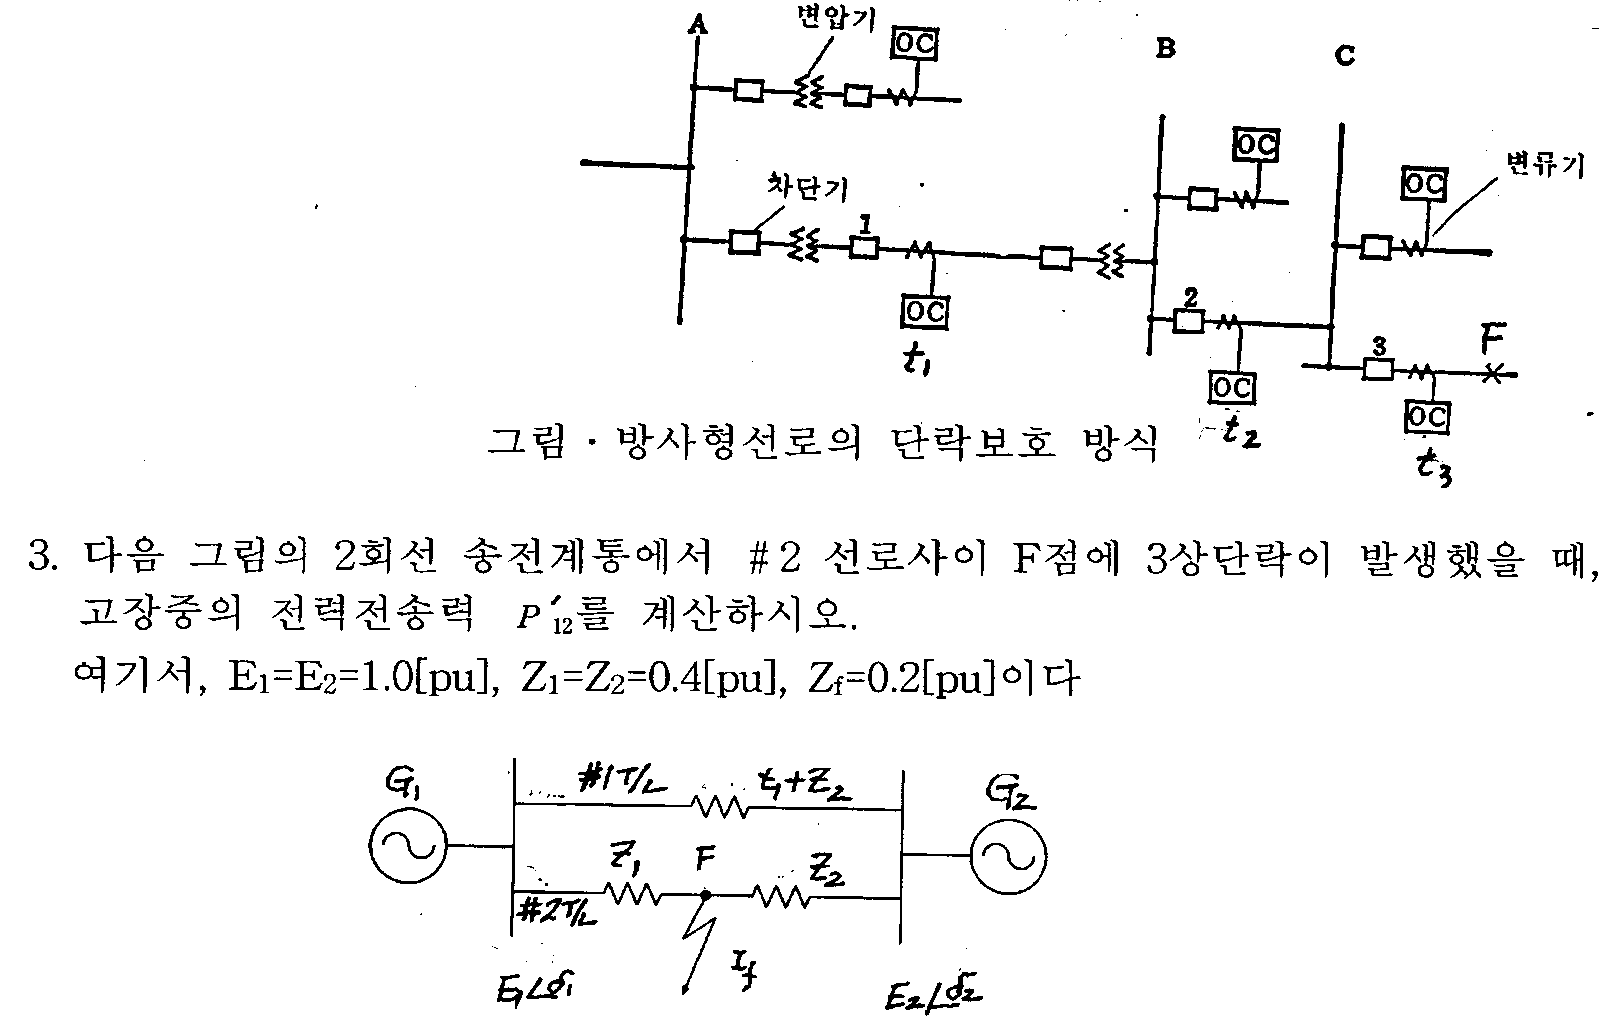 A
변압기
OC
B
C
OC
OC
변류기
차단기
1
OC
t₁
2
OC
t₂
3
F
OC
t₃
그림 · 방사형선로의 단락보호 방식
3. 다음 그림의 2회선 송전계통에서 #2 선로사이 F점에 3상단락이 발생했을 때,
고장중의 전력전송력 P′₁₂를 계산하시오.
여기서, E₁=E₂=1.0[pu], Z₁=Z₂=0.4[pu], Zf=0.2[pu]이다
G₁
#1T/L
Z₁+Z₂
G₂
Z₁
F
Z₂
#2T/L
If
E₁∠δ₁
E₂∠δ₂